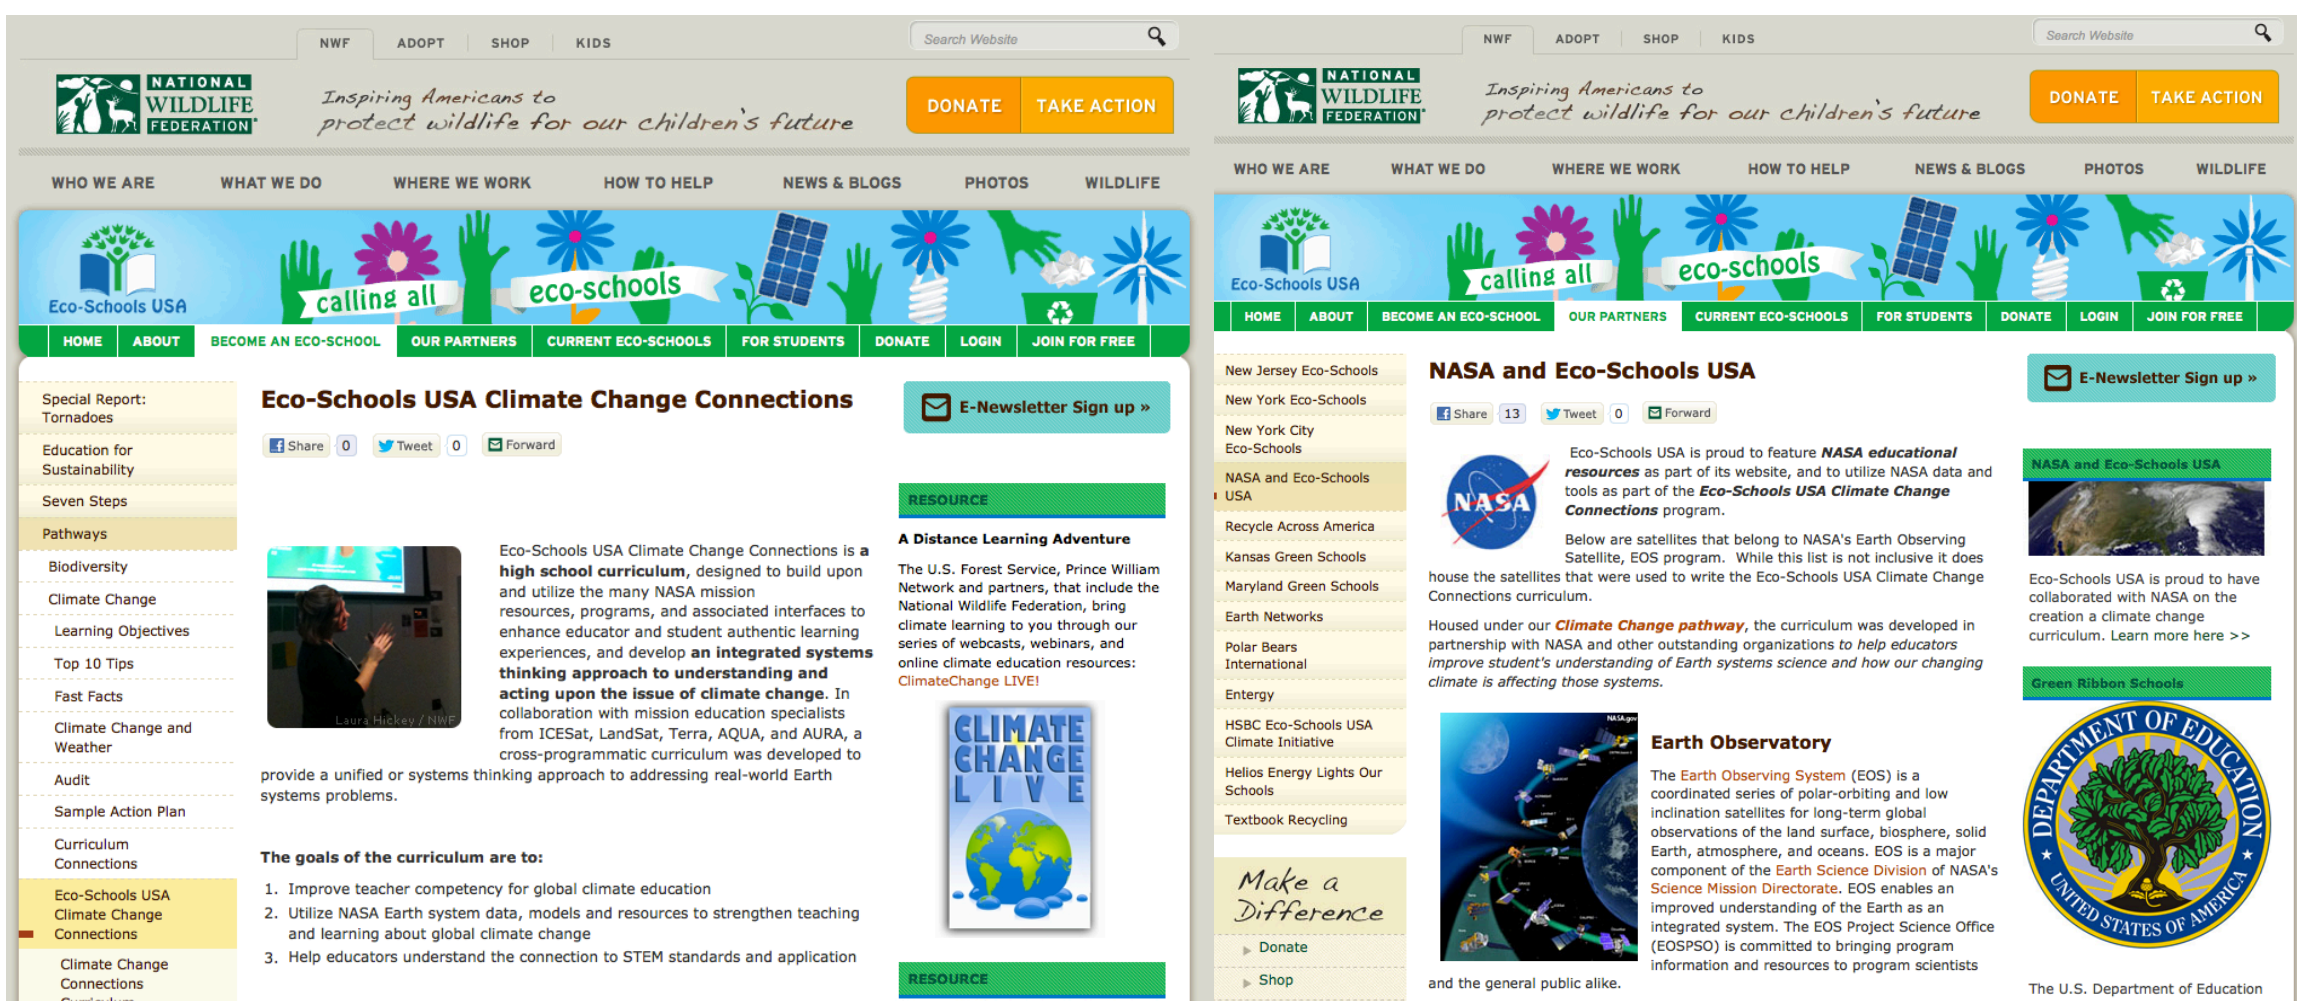 NWF
ADOPT
SHOP
KIDS
Search Website
NATIONAL
WILDLIFE
FEDERATION
Inspiring Americans to
protect wildlife for our children's future
DONATE
TAKE ACTION
WHO WE ARE
WHAT WE DO
WHERE WE WORK
HOW TO HELP
NEWS & BLOGS
PHOTOS
WILDLIFE
Eco-Schools USA
calling all
eco-schools
HOME
ABOUT
BECOME AN ECO-SCHOOL
OUR PARTNERS
CURRENT ECO-SCHOOLS
FOR STUDENTS
DONATE
LOGIN
JOIN FOR FREE
Special Report:
Tornadoes
Education for
Sustainability
Seven Steps
Pathways
Biodiversity
Climate Change
Learning Objectives
Top 10 Tips
Fast Facts
Climate Change and
Weather
Audit
Sample Action Plan
Curriculum
Connections
Eco-Schools USA
Climate Change
Connections
Climate Change
Connections
Eco-Schools USA Climate Change Connections
Share 0
Tweet 0
Forward
Laura Hickey / NWF
Eco-Schools USA Climate Change Connections is a
high school curriculum, designed to build upon
and utilize the many NASA mission
resources, programs, and associated interfaces to
enhance educator and student authentic learning
experiences, and develop an integrated systems
thinking approach to understanding and
acting upon the issue of climate change. In
collaboration with mission education specialists
from ICESat, LandSat, Terra, AQUA, and AURA, a
cross-programmatic curriculum was developed to
provide a unified or systems thinking approach to addressing real-world Earth
systems problems.
The goals of the curriculum are to:
1. Improve teacher competency for global climate education
2. Utilize NASA Earth system data, models and resources to strengthen teaching
and learning about global climate change
3. Help educators understand the connection to STEM standards and application
E-Newsletter Sign up »
RESOURCE
A Distance Learning Adventure
The U.S. Forest Service, Prince William
Network and partners, that include the
National Wildlife Federation, bring
climate learning to you through our
series of webcasts, webinars, and
online climate education resources:
ClimateChange LIVE!
CLIMATE
CHANGE
LIVE
RESOURCE
NWF
ADOPT
SHOP
KIDS
Search Website
NATIONAL
WILDLIFE
FEDERATION
Inspiring Americans to
protect wildlife for our children's future
DONATE
TAKE ACTION
WHO WE ARE
WHAT WE DO
WHERE WE WORK
HOW TO HELP
NEWS & BLOGS
PHOTOS
WILDLIFE
Eco-Schools USA
calling all
eco-schools
HOME
ABOUT
BECOME AN ECO-SCHOOL
OUR PARTNERS
CURRENT ECO-SCHOOLS
FOR STUDENTS
DONATE
LOGIN
JOIN FOR FREE
New Jersey Eco-Schools
New York Eco-Schools
New York City
Eco-Schools
NASA and Eco-Schools
USA
Recycle Across America
Kansas Green Schools
Maryland Green Schools
Earth Networks
Polar Bears
International
Entergy
HSBC Eco-Schools USA
Climate Initiative
Helios Energy Lights Our
Schools
Textbook Recycling
Make a
Difference
Donate
Shop
NASA and Eco-Schools USA
Share 13
Tweet 0
Forward
NASA
Eco-Schools USA is proud to feature NASA educational
resources as part of its website, and to utilize NASA data and
tools as part of the Eco-Schools USA Climate Change
Connections program.
Below are satellites that belong to NASA's Earth Observing
Satellite, EOS program. While this list is not inclusive it does
house the satellites that were used to write the Eco-Schools USA Climate Change
Connections curriculum.
Housed under our Climate Change pathway, the curriculum was developed in
partnership with NASA and other outstanding organizations to help educators
improve student's understanding of Earth systems science and how our changing
climate is affecting those systems.
NASA.gov
Earth Observatory
The Earth Observing System (EOS) is a
coordinated series of polar-orbiting and low
inclination satellites for long-term global
observations of the land surface, biosphere, solid
Earth, atmosphere, and oceans. EOS is a major
component of the Earth Science Division of NASA's
Science Mission Directorate. EOS enables an
improved understanding of the Earth as an
integrated system. The EOS Project Science Office
(EOSPSO) is committed to bringing program
information and resources to program scientists
and the general public alike.
E-Newsletter Sign up »
NASA and Eco-Schools USA
Eco-Schools USA is proud to have
collaborated with NASA on the
creation a climate change
curriculum. Learn more here >>
Green Ribbon Schools
DEPARTMENT OF EDUCATION
UNITED STATES OF AMERICA
The U.S. Department of Education